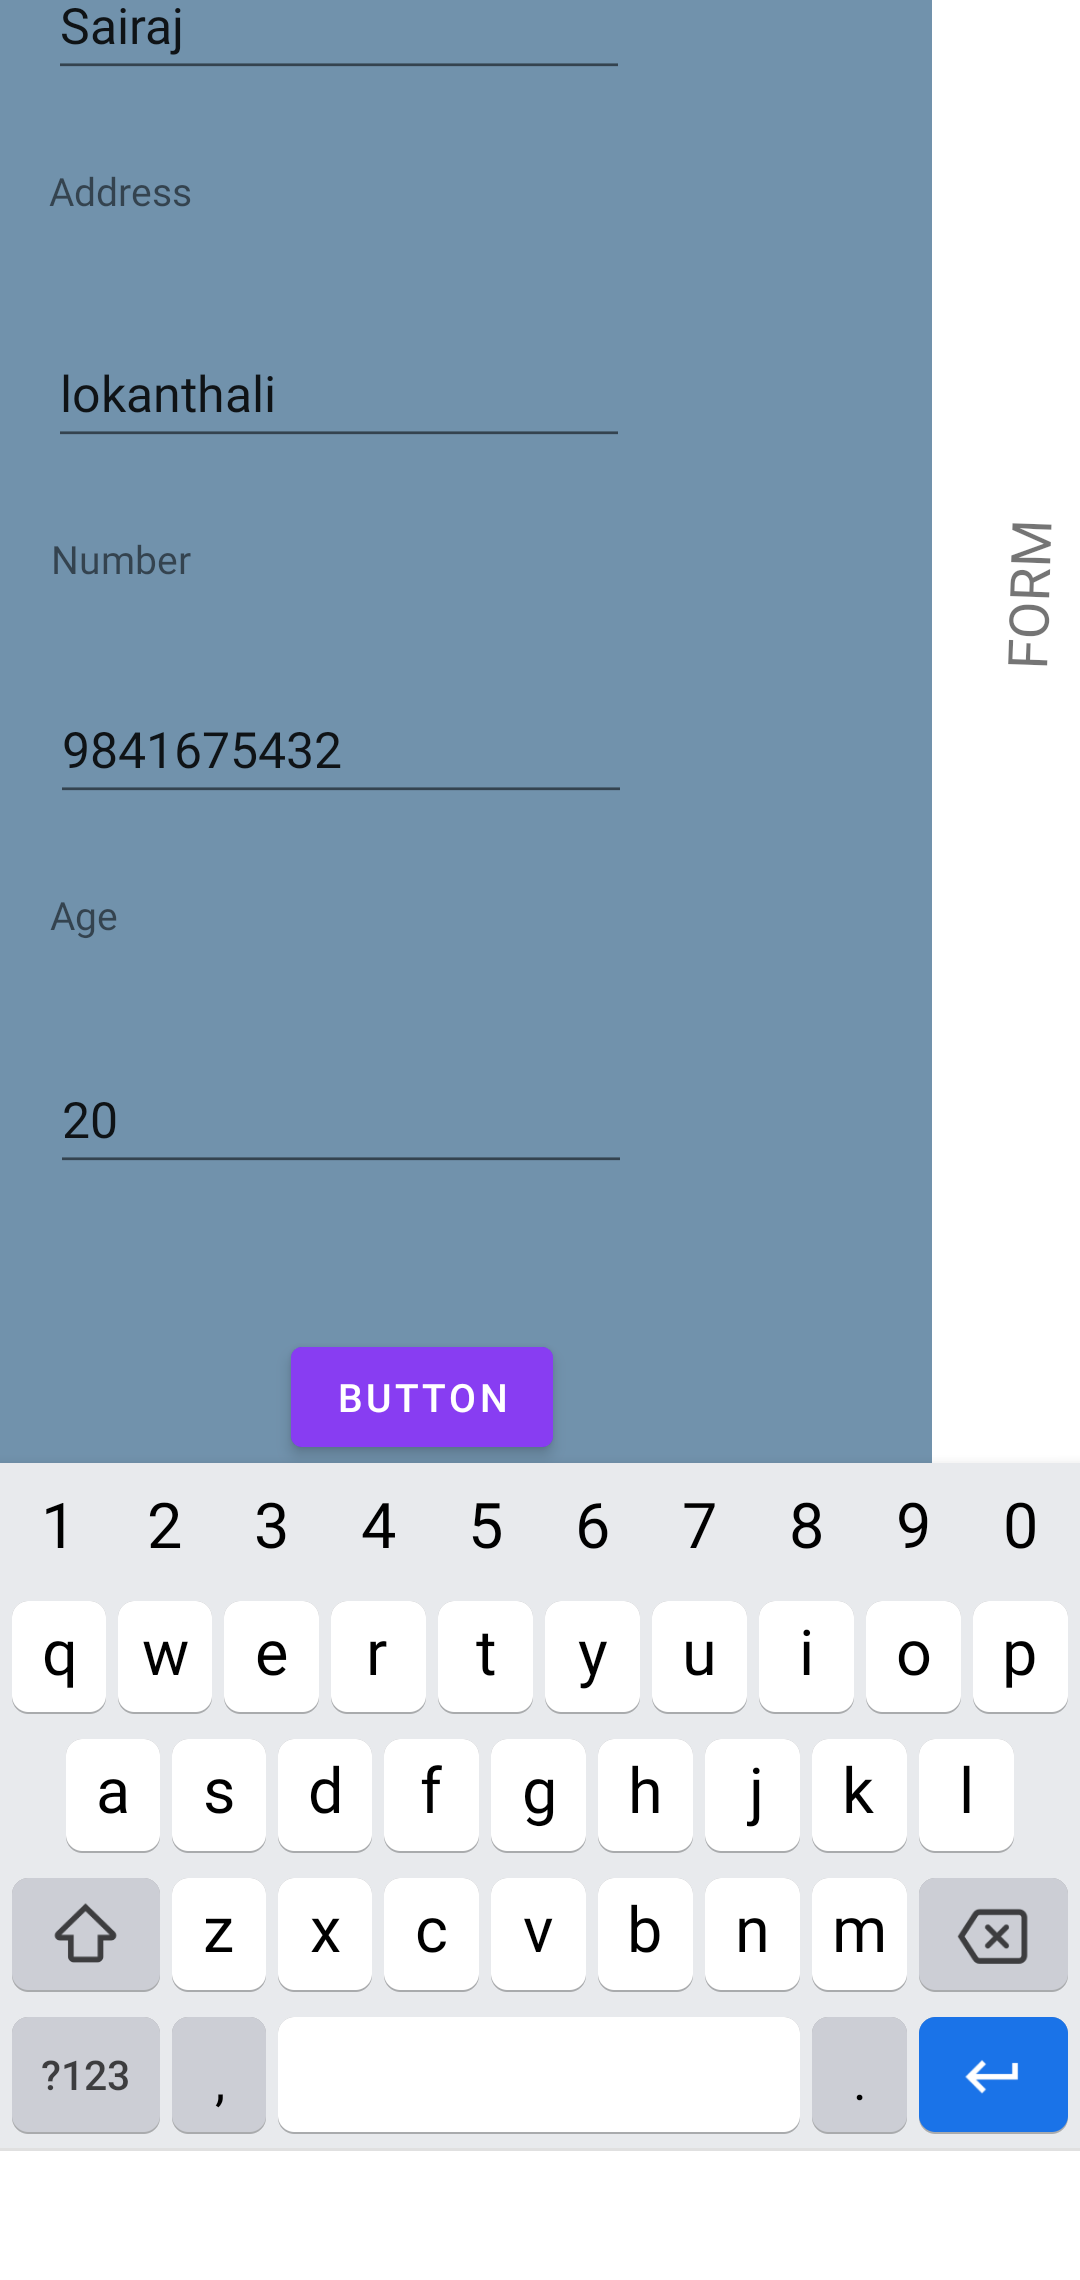 Sairaj
Address
lokanthali
Number
9841675432
Age
20
FORM
BUTTON
1 2 3 4 5 6 7 8 9 0
q w e r t y u i o p
a s d f g h j k l
z x c v b n m
?123 , .